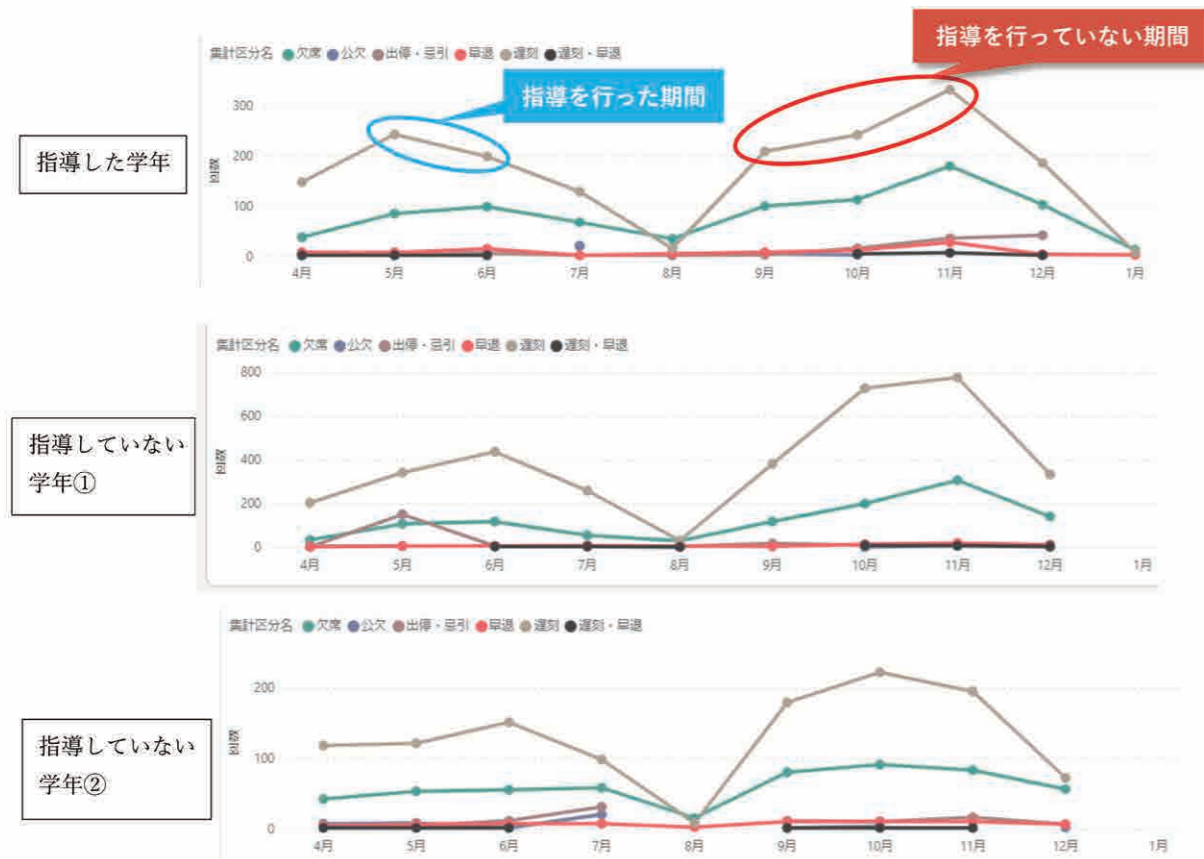 指導を行っていない期間
集計区分名 欠席 公欠 出停・忌引 早退 遅刻 遅刻・早退
指導を行った期間
指導した学年
回数
300
200
100
0
4月 5月 6月 7月 8月 9月 10月 11月 12月 1月
集計区分名 欠席 公欠 出停・忌引 早退 遅刻 遅刻・早退
指導していない
学年①
回数
800
600
400
200
0
4月 5月 6月 7月 8月 9月 10月 11月 12月 1月
集計区分名 欠席 公欠 出停・忌引 早退 遅刻 遅刻・早退
指導していない
学年②
回数
200
100
0
4月 5月 6月 7月 8月 9月 10月 11月 12月 1月